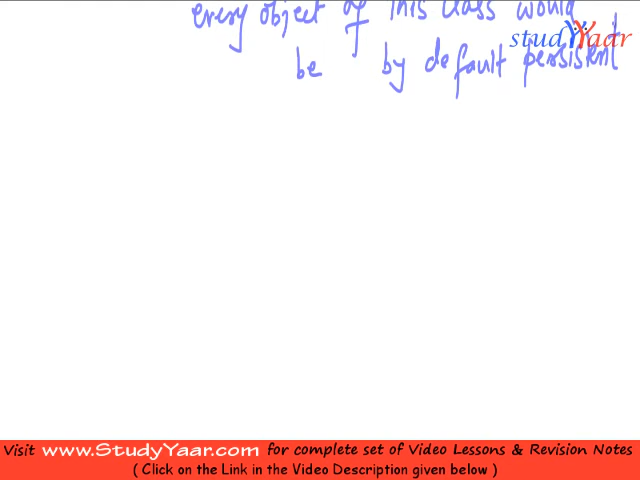 every object of this class would
be by default persistent
studYYaar
Visit www.StudyYaar.com for complete set of Video Lessons & Revision Notes
( Click on the Link in the Video Description given below )